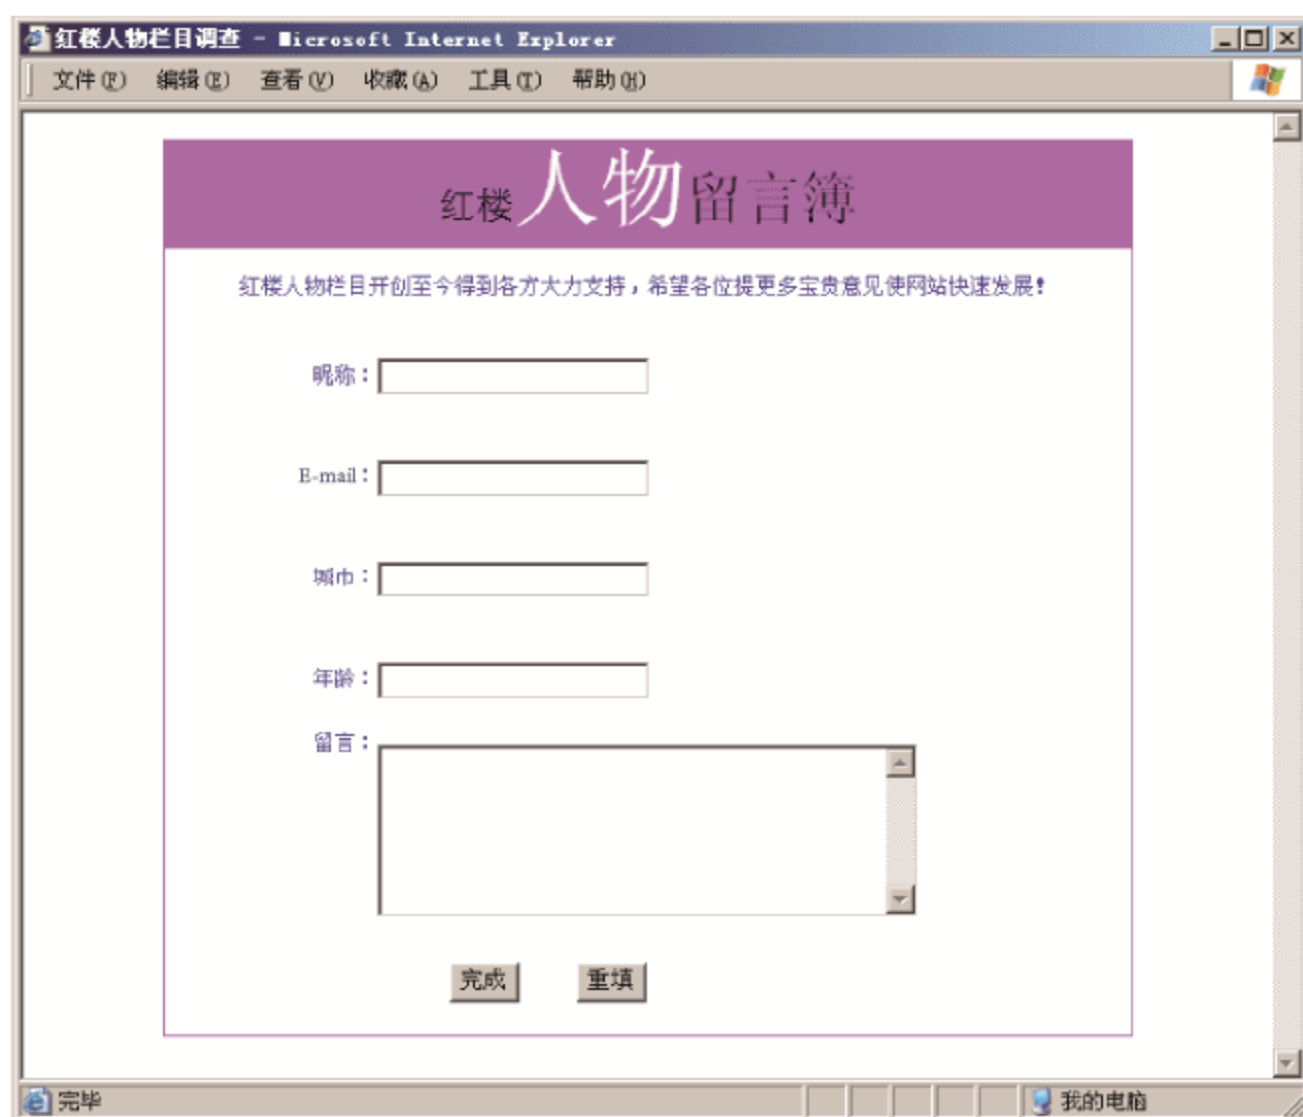 红楼人物栏目调查 - Microsoft Internet Explorer
文件(F) 编辑(E) 查看(V) 收藏(A) 工具(T) 帮助(H)
红楼人物留言簿
红楼人物栏目开创至今得到各方大力支持，希望各位提更多宝贵意见使网站快速发展！
昵称：
E-mail：
城市：
年龄：
留言：
完成 重填
完毕 我的电脑